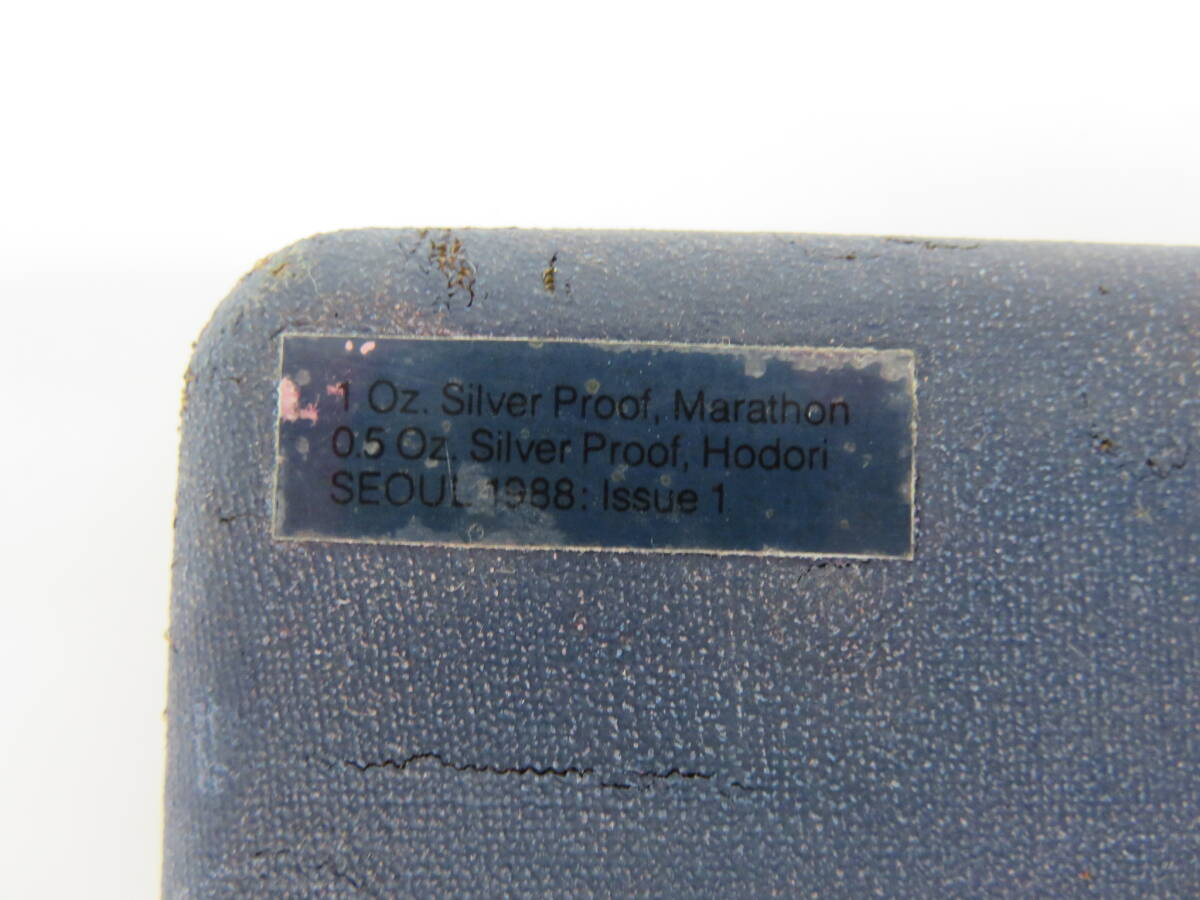 1 Oz. Silver Proof, Marathon
0.5 Oz. Silver Proof, Hodori
SEOUL 1988: Issue 1